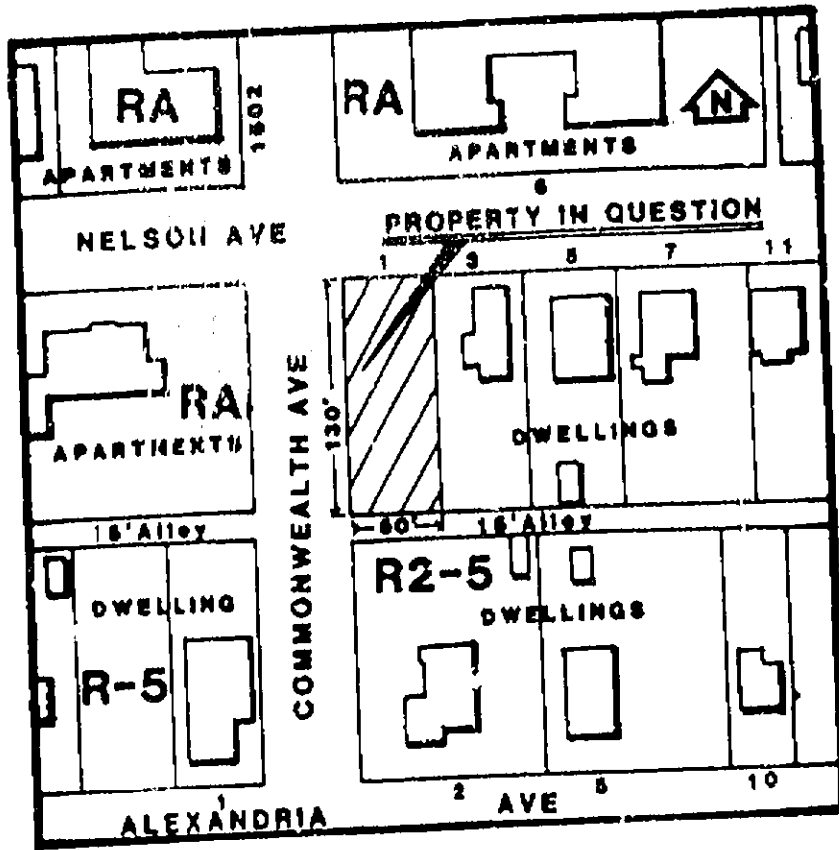 RA
1502
RA
N
APARTMENTS
APARTMENTS
6
NELSON AVE
PROPERTY IN QUESTION
1 3 5 7 11
COMMONWEALTH AVE
130'
RA
APARTMENTS
DWELLINGS
16' Alley
60'
16' Alley
R2-5
DWELLING
DWELLINGS
R-5
1
2
5
10
ALEXANDRIA AVE